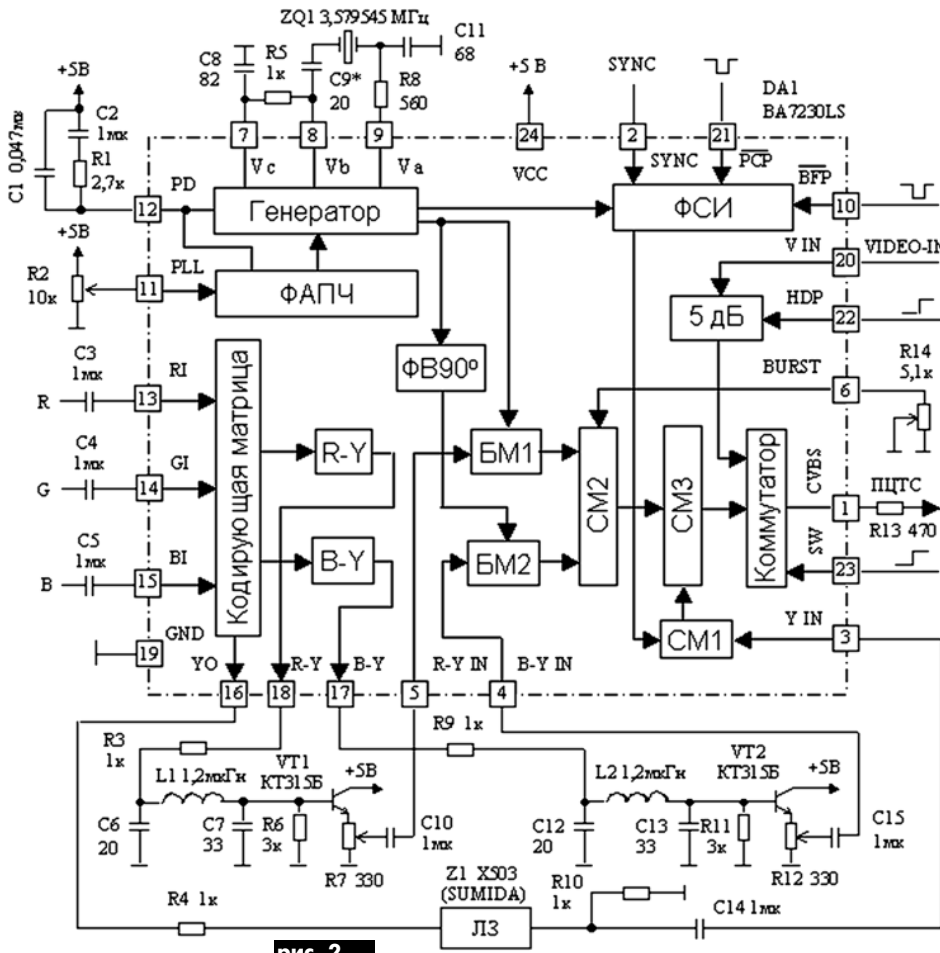 ZQ1 3,579545 МГц
C8
82
R5
1к
C9*
20
C11
68
R8
560
+5В
C2
1мк
R1
2,7к
C1 0,047мк
+5 В
SYNC
DA1
BA7230LS
7
8
9
24
2
21
Vc
Vb
Va
VCC
SYNC
PCP
BFP
PD
12
Генератор
ФСИ
10
+5В
R2
10к
PLL
11
ФАПЧ
V IN
20
VIDEO-IN
HDP
22
5 дБ
ФВ90°
BURST
6
R14
5,1к
C3
1мк
R
RI
13
C4
1мк
G
GI
14
C5
1мк
B
BI
15
GND
19
Кодирующая матрица
R-Y
B-Y
БМ1
БМ2
СМ2
СМ3
СМ1
Коммутатор
CVBS
1
ПЦТС
R13 470
SW
23
Y IN
3
YO
R-Y
B-Y
R-Y IN
B-Y IN
16
18
17
5
4
R3
1к
L1 1,2мкГн
VT1
КТ315Б
+5В
C6
20
C7
33
R6
3к
R7 330
C10
1мк
R9 1к
L2 1,2мкГн
VT2
КТ315Б
+5В
C12
20
C13
33
R11
3к
R12 330
C15
1мк
R4 1к
Z1 X503
(SUMIDA)
ЛЗ
R10
1к
C14 1мк
рис. 2